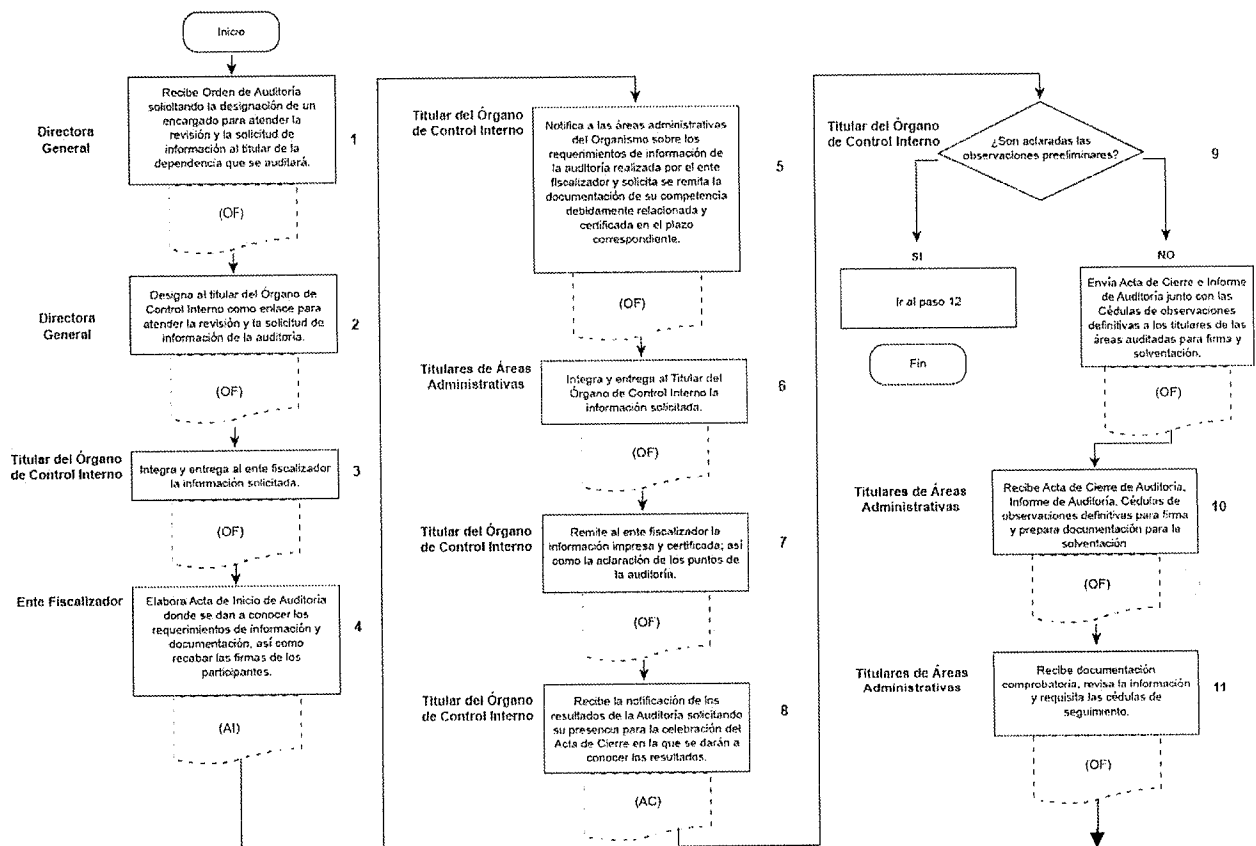 Inicio
Directora
General
Recibe Orden de Auditoría
solicitando la designación de un
encargado para atender la
revisión y la solicitud de
información al titular de la
dependencia que se auditará.
1
(OF)
Directora
General
Designa al titular del Órgano de
Control Interno como enlace para
atender la revisión y la solicitud de
información de la auditoría.
2
(OF)
Titular del Órgano
de Control Interno
Integra y entrega al ente fiscalizador
la información solicitada.
3
(OF)
Ente Fiscalizador
Elabora Acta de Inicio de Auditoría
donde se dan a conocer los
requerimientos de información y
documentación, así como
recabar las firmas de los
participantes.
4
(AI)
Titular del Órgano
de Control Interno
Notifica a las áreas administrativas
del Organismo sobre los
requerimientos de información de
la auditoría realizada por el ente
fiscalizador y solicita se remita la
documentación de su competencia
debidamente relacionada y
certificada en el plazo
correspondiente.
5
(OF)
Titulares de Áreas
Administrativas
Integra y entrega al Titular del
Órgano de Control Interno la
información solicitada.
6
(OF)
Titular del Órgano
de Control Interno
Remite al ente fiscalizador la
información impresa y certificada; así
como la aclaración de los puntos de
la auditoría.
7
(OF)
Titular del Órgano
de Control Interno
Recibe la notificación de los
resultados de la Auditoría solicitando
su presencia para la celebración del
Acta de Cierre en la que se darán a
conocer los resultados.
8
(AC)
Titular del Órgano
de Control Interno
¿Son aclaradas las
observaciones preeliminares?
9
SI
Ir al paso 12
Fin
NO
Envía Acta de Cierre e Informe
de Auditoría junto con las
Cédulas de observaciones
definitivas a los titulares de las
áreas auditadas para firma y
solventación.
(OF)
Titulares de Áreas
Administrativas
Recibe Acta de Cierre de Auditoría,
Informe de Auditoría, Cédulas de
observaciones definitivas para firma
y prepara documentación para la
solventación
10
(OF)
Titulares de Áreas
Administrativas
Recibe documentación
comprobatoria, revisa la información
y requisita las cédulas de
seguimiento.
11
(OF)